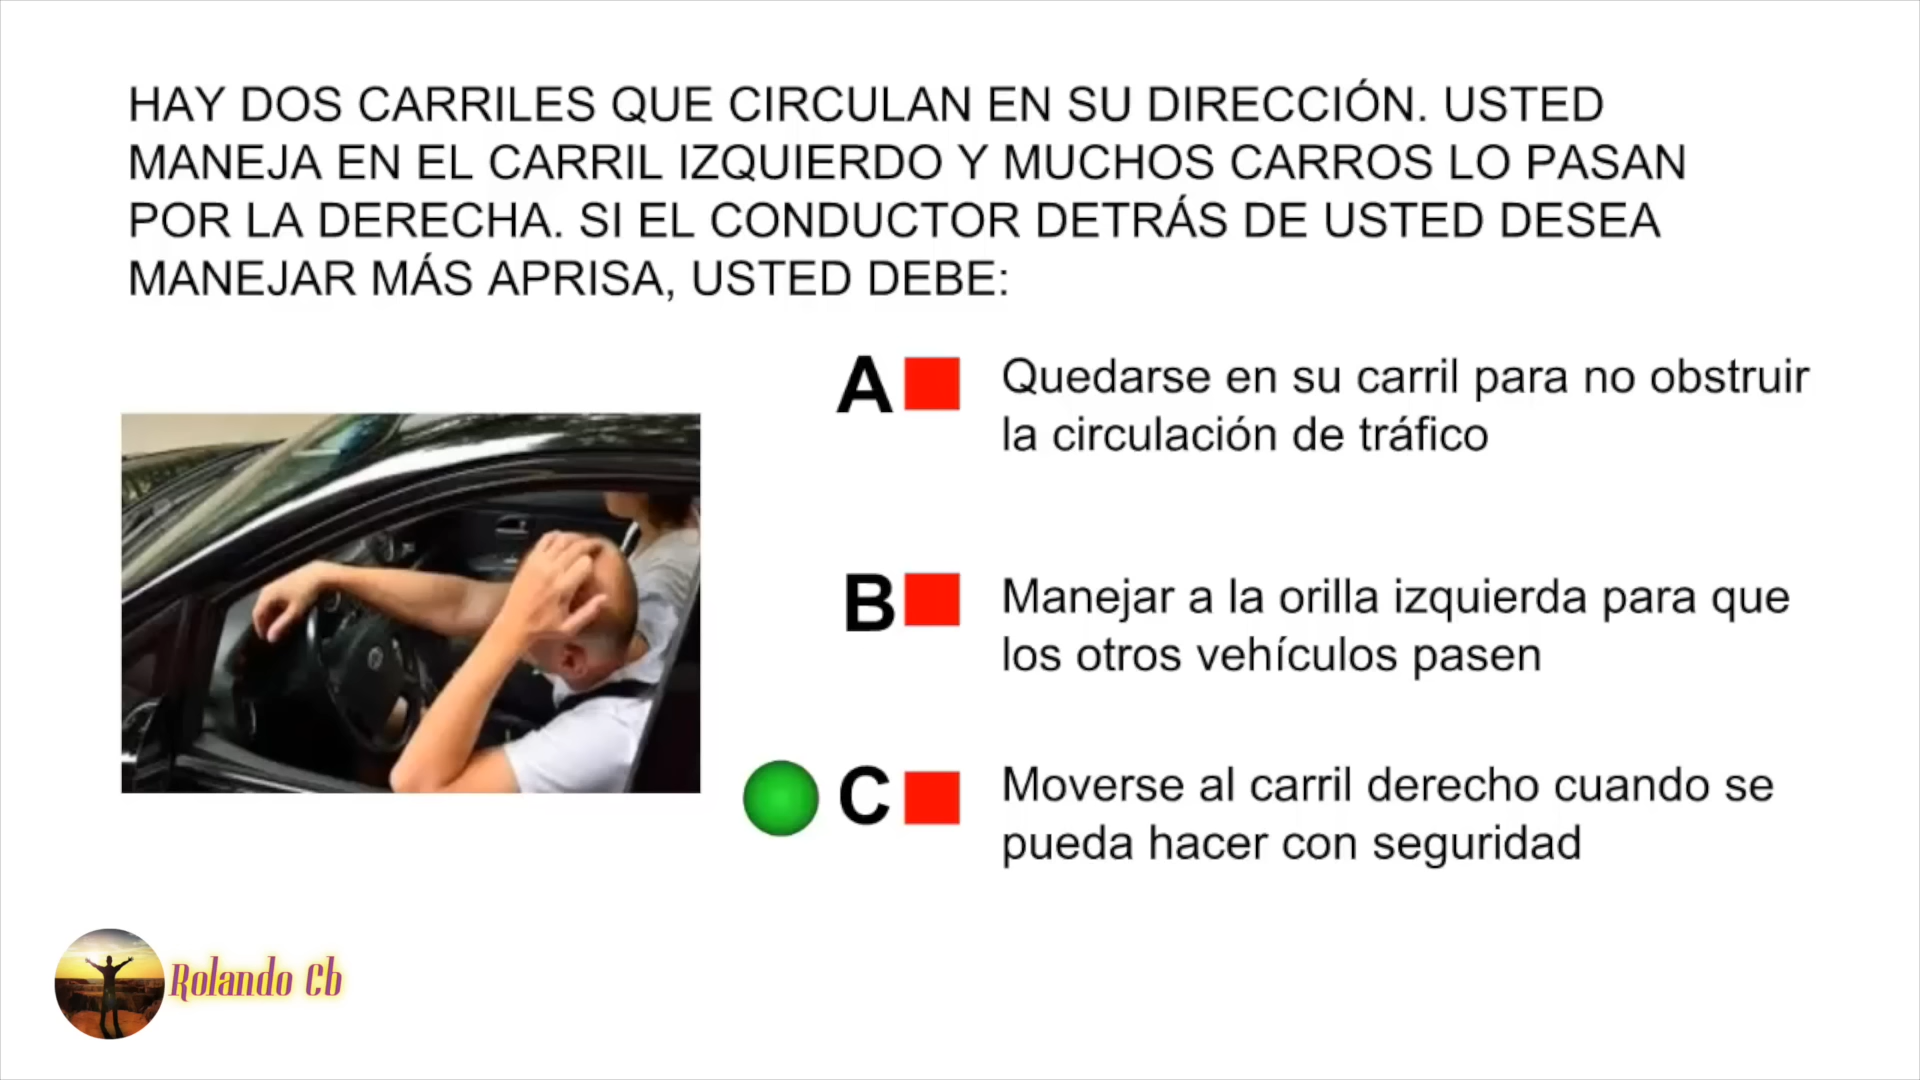 HAY DOS CARRILES QUE CIRCULAN EN SU DIRECCIÓN. USTED
MANEJA EN EL CARRIL IZQUIERDO Y MUCHOS CARROS LO PASAN
POR LA DERECHA. SI EL CONDUCTOR DETRÁS DE USTED DESEA
MANEJAR MÁS APRISA, USTED DEBE:
A Quedarse en su carril para no obstruir
la circulación de tráfico
B Manejar a la orilla izquierda para que
los otros vehículos pasen
C Moverse al carril derecho cuando se
pueda hacer con seguridad
Rolando Cb